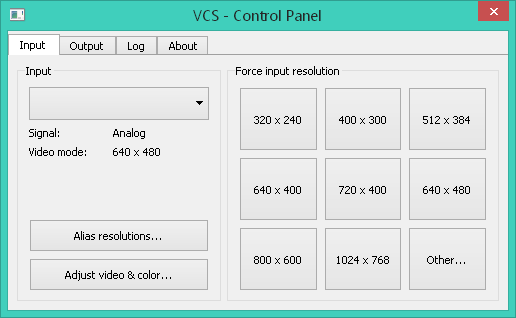 VCS - Control Panel
Input
Output
Log
About
Input
Signal: Analog
Video mode: 640 x 480
Alias resolutions...
Adjust video & color...
Force input resolution
320 x 240
400 x 300
512 x 384
640 x 400
720 x 400
640 x 480
800 x 600
1024 x 768
Other...